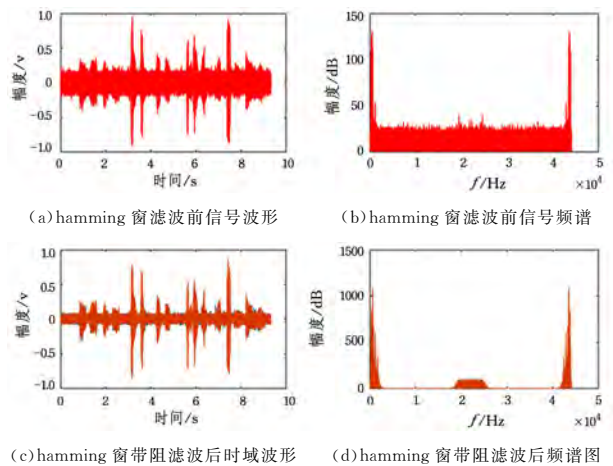 1.0
0.5
0
-0.5
-1.0
幅度/v
0 2 4 6 8 10
时间/s
150
100
50
0
幅度/dB
0 1 2 3 4 5
f/Hz ×10⁴
(a)hamming 窗滤波前信号波形
(b)hamming 窗滤波前信号频谱
1.0
0.5
0
-0.5
-1.0
幅度/v
0 2 4 6 8 10
时间/s
1500
1000
500
0
幅度/dB
0 1 2 3 4 5
f/Hz ×10⁴
(c)hamming 窗带阻滤波后时域波形
(d)hamming 窗带阻滤波后频谱图